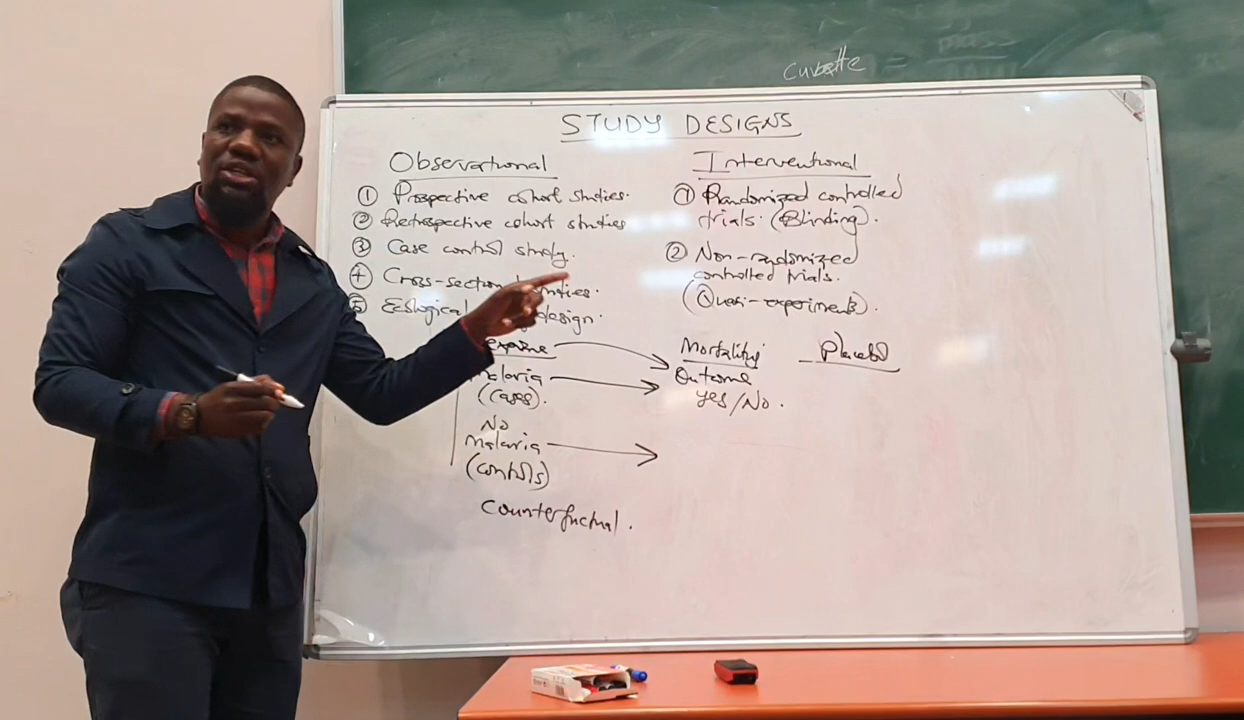 cuvette =
STUDY DESIGNS
Observational
① Prospective cohort studies.
② Retrospective cohort studies
③ Case control study.
④ Cross-section studies.
⑤ Ecological design.
malaria
(Cases).
No
malaria
(controls)
Counterfactual.
Interventional
① Randomized controlled
trials. (Blinding).
② Non-randomized
controlled trials.
(Quasi-experiments).
Mortality
Outcome
Yes/No.
Placebo